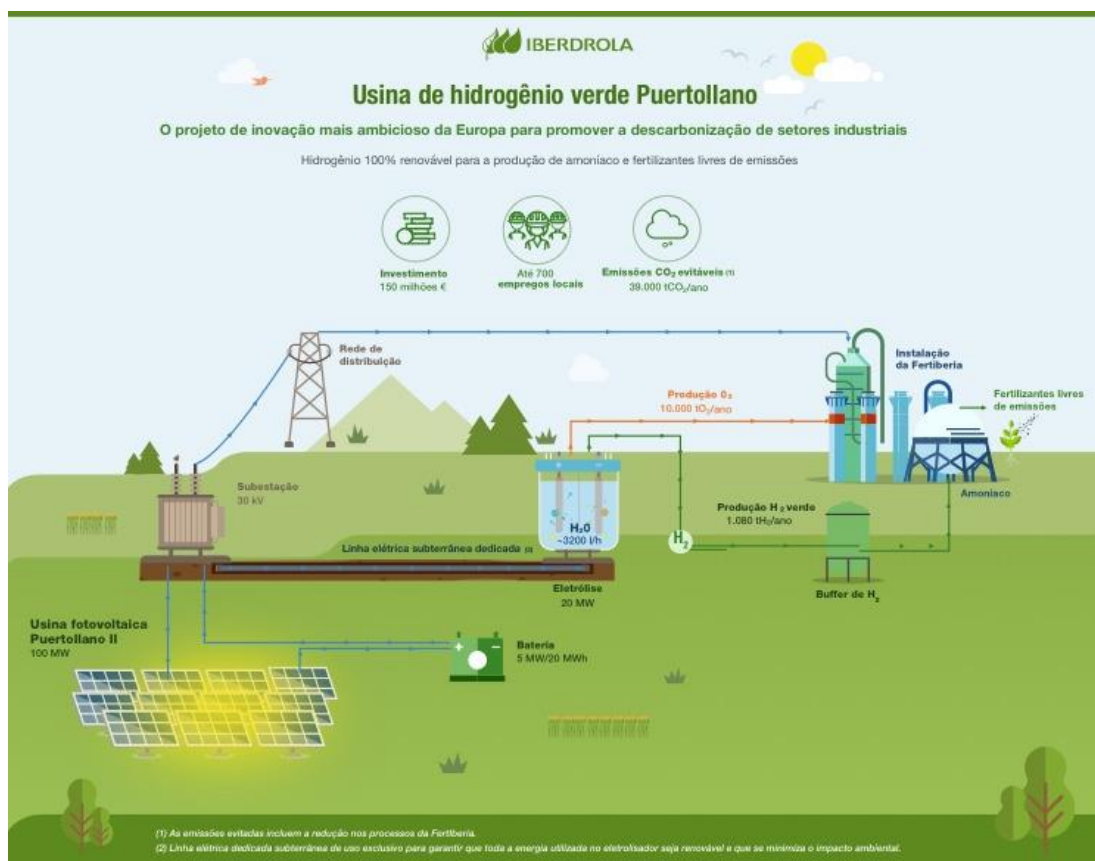 IBERDROLA
Usina de hidrogênio verde Puertollano
O projeto de inovação mais ambicioso da Europa para promover a descarbonização de setores industriais
Hidrogênio 100% renovável para a produção de amoníaco e fertilizantes livres de emissões
Investimento
150 milhões €
Até 700
empregos locais
Emissões CO₂ evitáveis (1)
39.000 tCO₂/ano
Rede de
distribuição
Instalação
da Fertiberia
Produção 0₂
10.000 tO₂/ano
Fertilizantes livres
de emissões
Subestação
30 kV
Amoníaco
Produção H₂ verde
1.080 tH₂/ano
H₂0
~3200 l/h
H₂
Linha elétrica subterrânea dedicada (2)
Eletrólise
20 MW
Buffer de H₂
Usina fotovoltaica
Puertollano II
100 MW
+ −
Bateria
5 MW/20 MWh
(1) As emissões evitadas incluem a redução nos processos da Fertiberia.
(2) Linha elétrica dedicada subterrânea de uso exclusivo para garantir que toda a energia utilizada no eletrolisador seja renovável e que se minimiza o impacto ambiental.